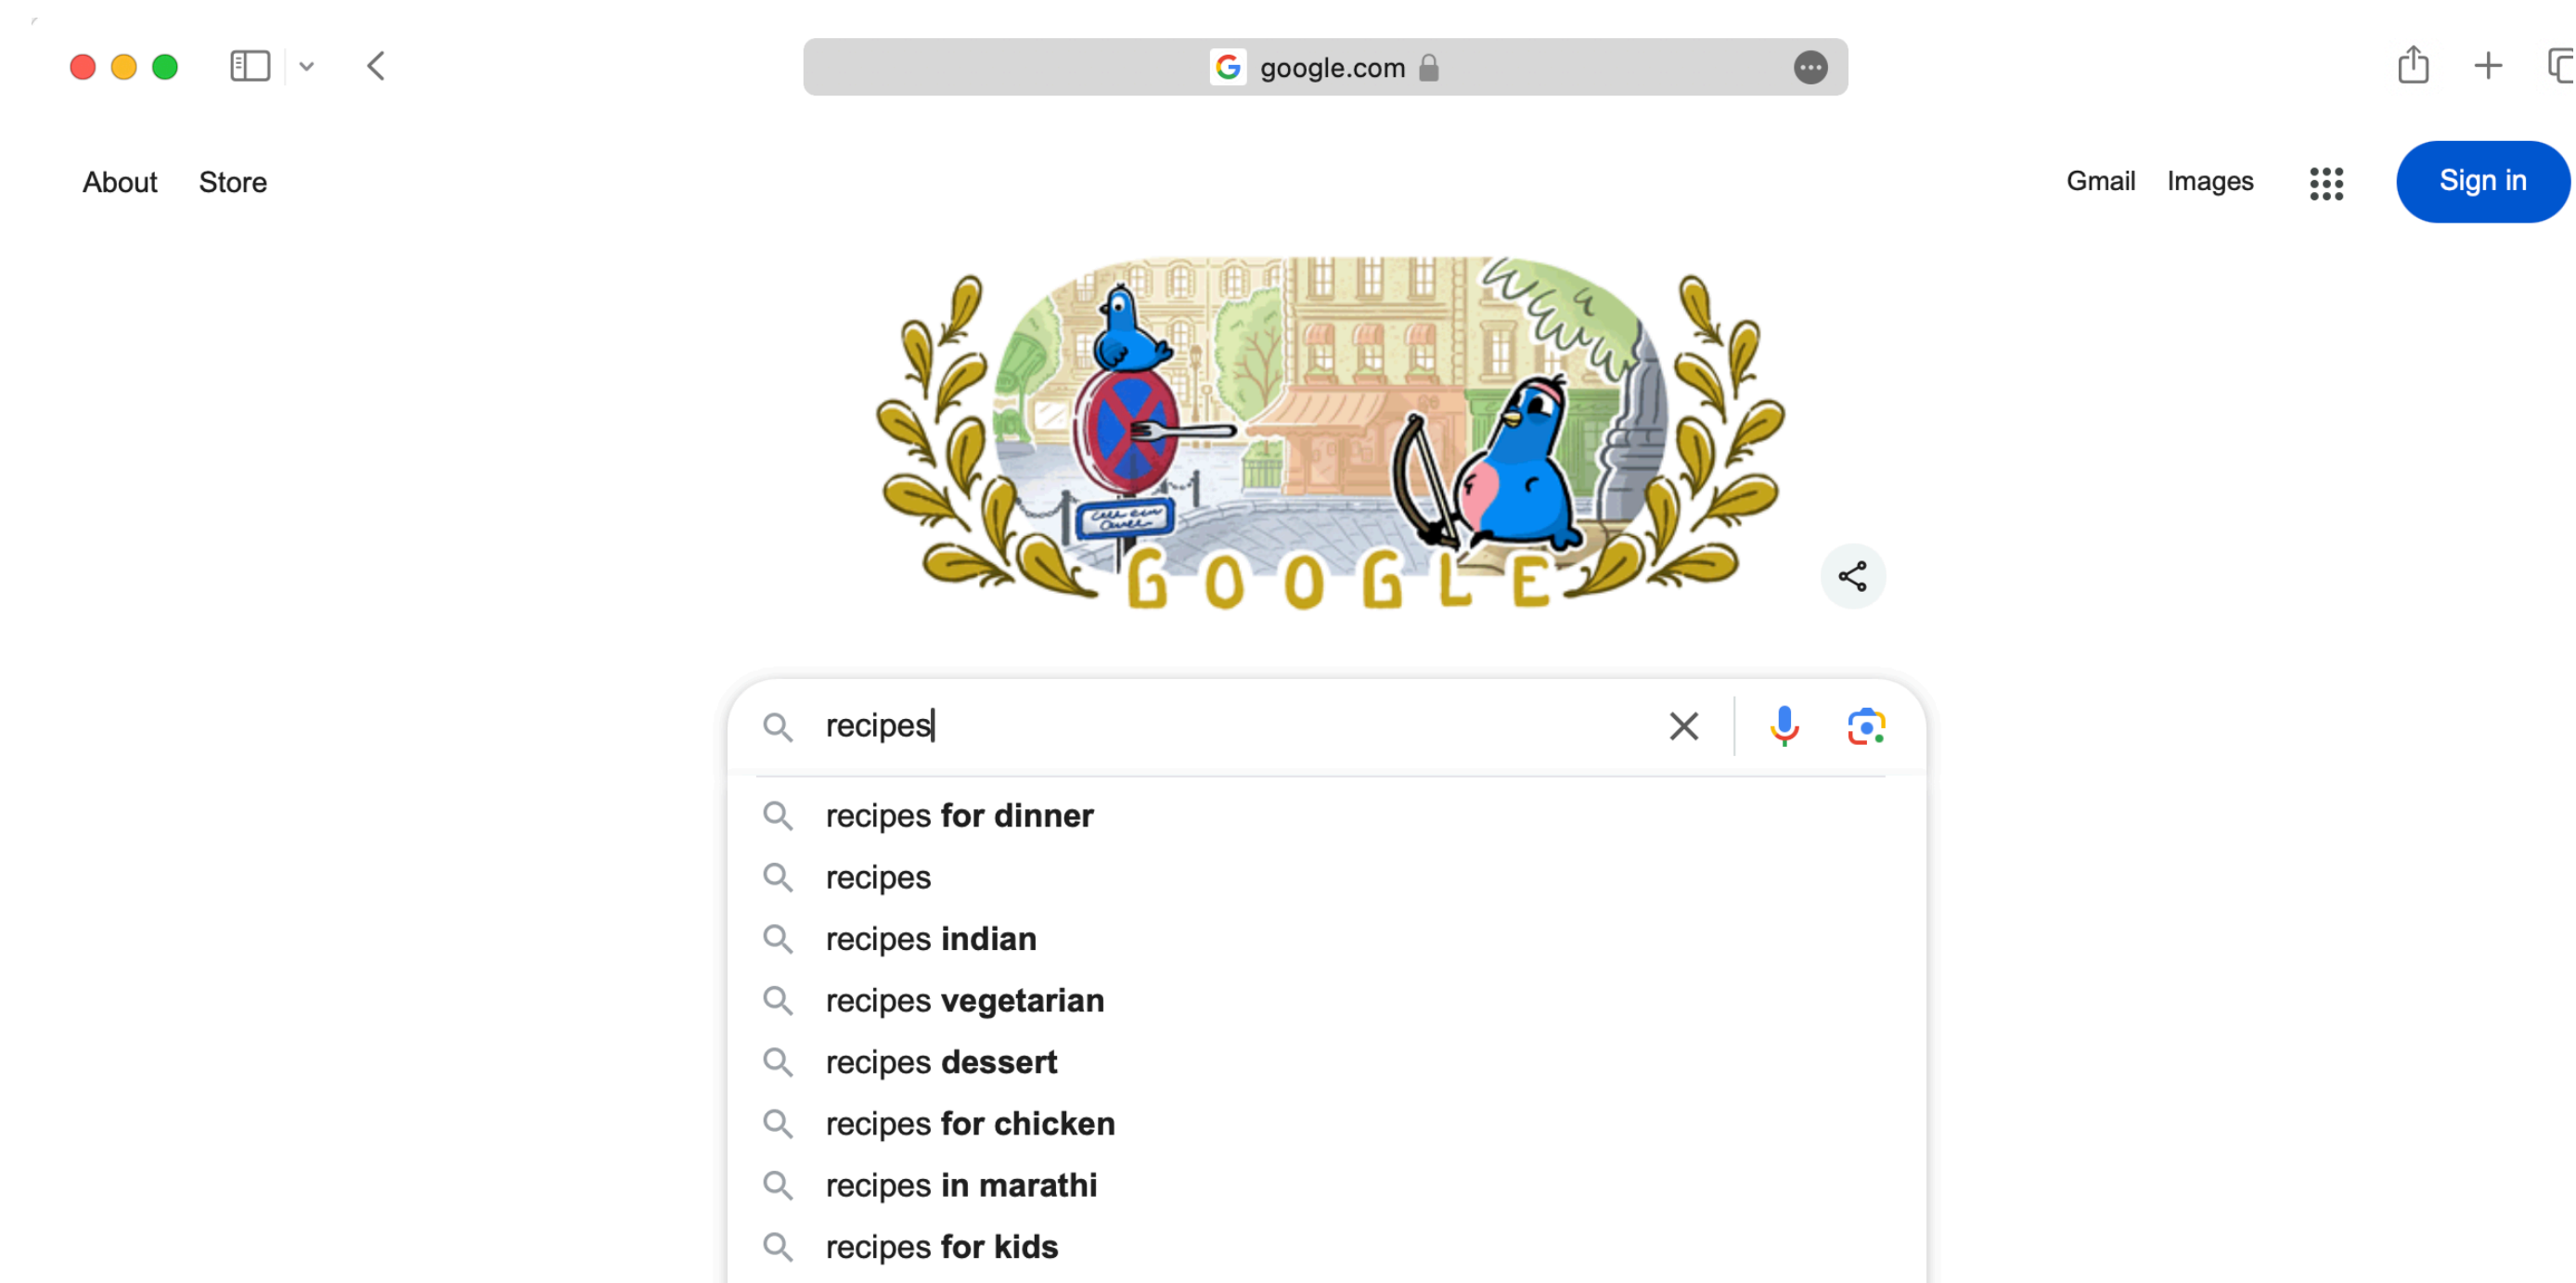 google.com
About Store Gmail Images Sign in
GOOGLE
recipes
recipes for dinner
recipes
recipes indian
recipes vegetarian
recipes dessert
recipes for chicken
recipes in marathi
recipes for kids